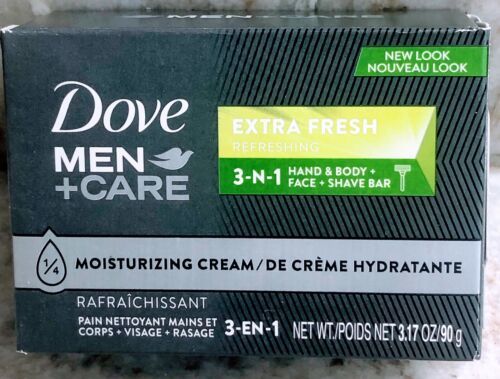 NEW LOOK
NOUVEAU LOOK
Dove
MEN
+CARE
EXTRA FRESH
REFRESHING
3-N-1 HAND & BODY +
FACE + SHAVE BAR
1/4 MOISTURIZING CREAM/DE CRÈME HYDRATANTE
RAFRAÎCHISSANT
PAIN NETTOYANT MAINS ET
CORPS + VISAGE + RASAGE 3-EN-1 NET WT./POIDS NET 3.17 OZ/90 g